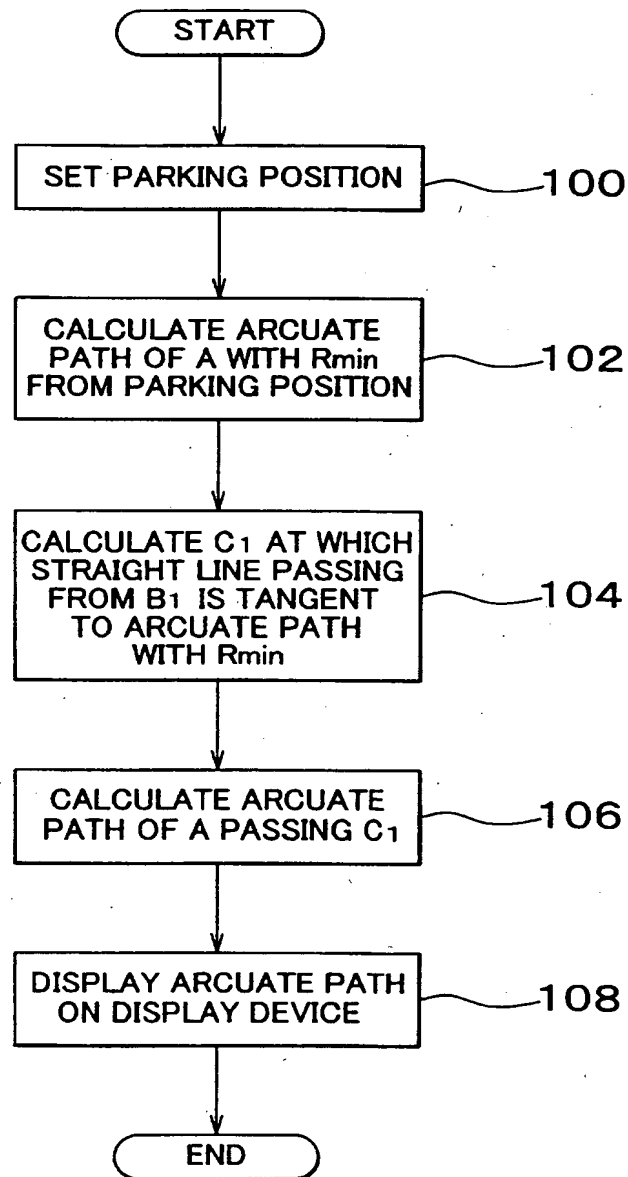 START
SET PARKING POSITION
100
CALCULATE ARCUATE
PATH OF A WITH Rmin
FROM PARKING POSITION
102
CALCULATE C1 AT WHICH
STRAIGHT LINE PASSING
FROM B1 IS TANGENT
TO ARCUATE PATH
WITH Rmin
104
CALCULATE ARCUATE
PATH OF A PASSING C1
106
DISPLAY ARCUATE PATH
ON DISPLAY DEVICE
108
END